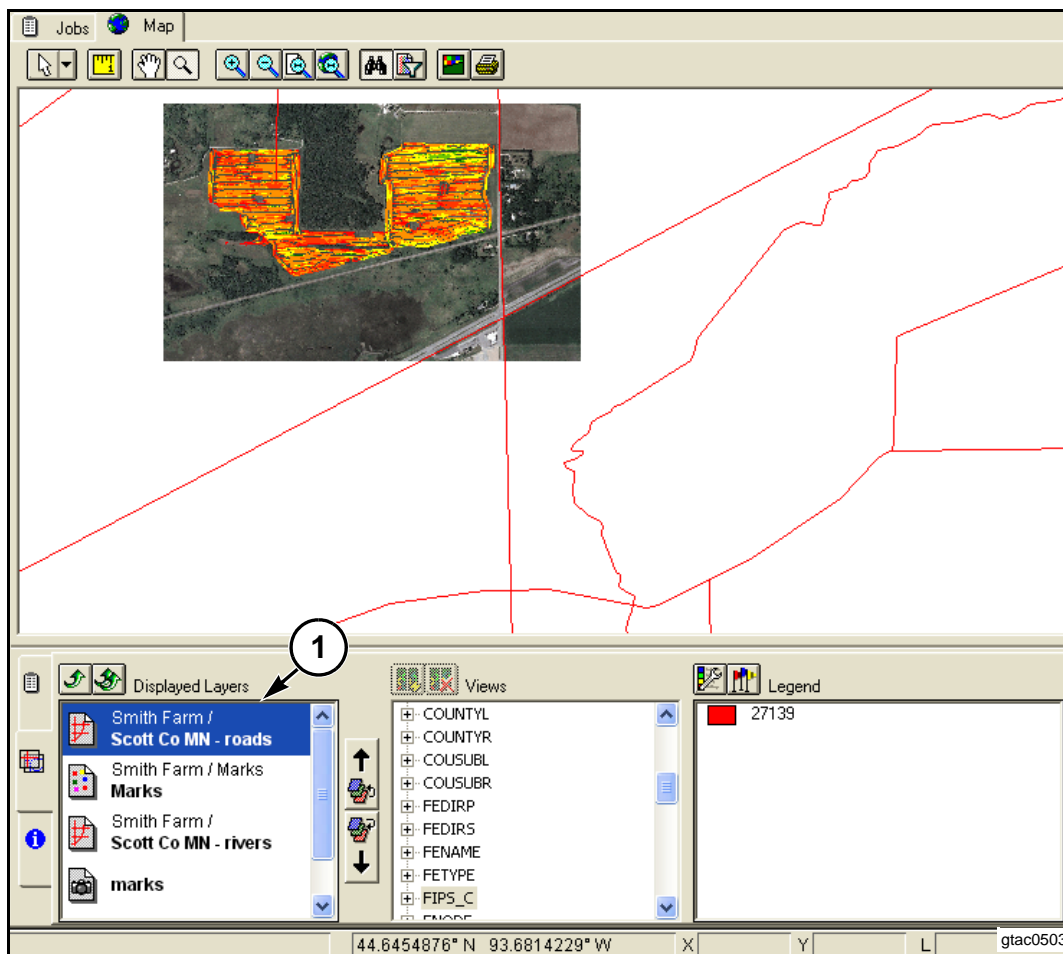 Jobs Map
1
Displayed Layers
Smith Farm /
Scott Co MN - roads
Smith Farm / Marks
Marks
Smith Farm /
Scott Co MN - rivers
marks
Views
COUNTYL
COUNTYR
COUSUBL
COUSUBR
FEDIRP
FEDIRS
FENAME
FETYPE
FIPS_C
Legend
27139
44.6454876° N 93.6814229° W X Y L
gtac0503